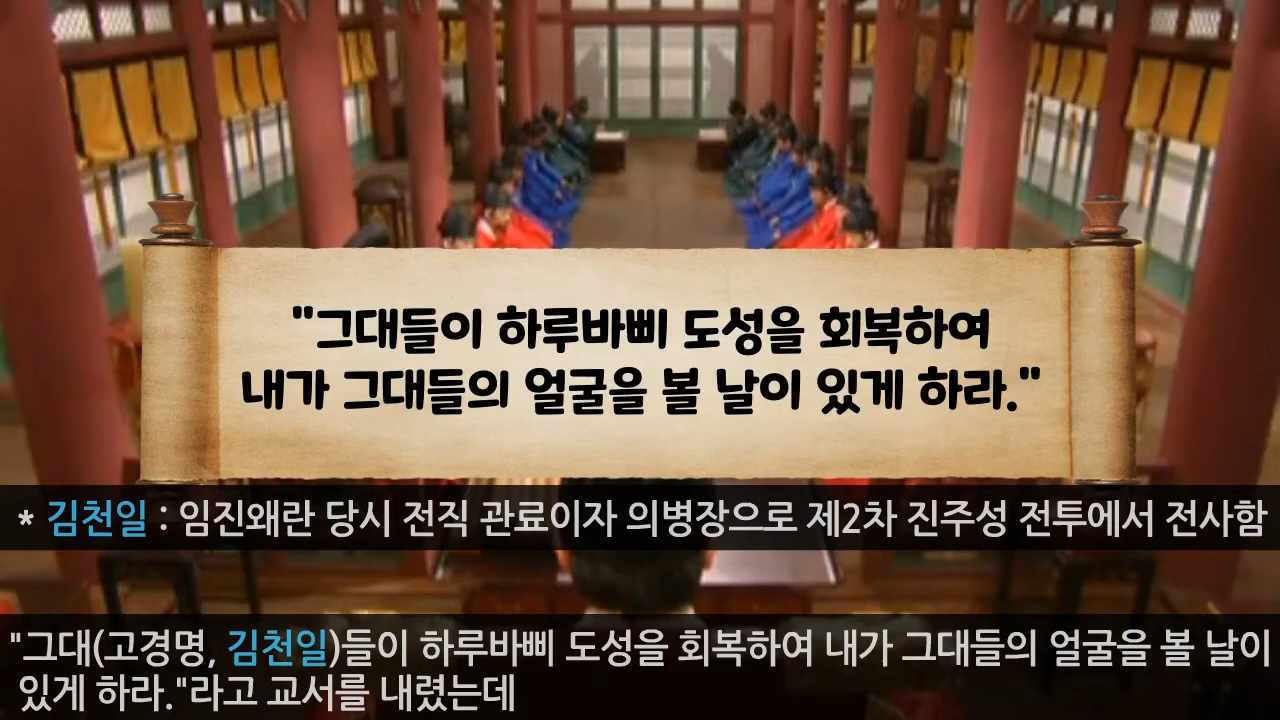 "그대들이 하루바삐 도성을 회복하여
내가 그대들의 얼굴을 볼 날이 있게 하라."
* 김천일 : 임진왜란 당시 전직 관료이자 의병장으로 제2차 진주성 전투에서 전사함
"그대(고경명, 김천일)들이 하루바삐 도성을 회복하여 내가 그대들의 얼굴을 볼 날이
있게 하라."라고 교서를 내렸는데